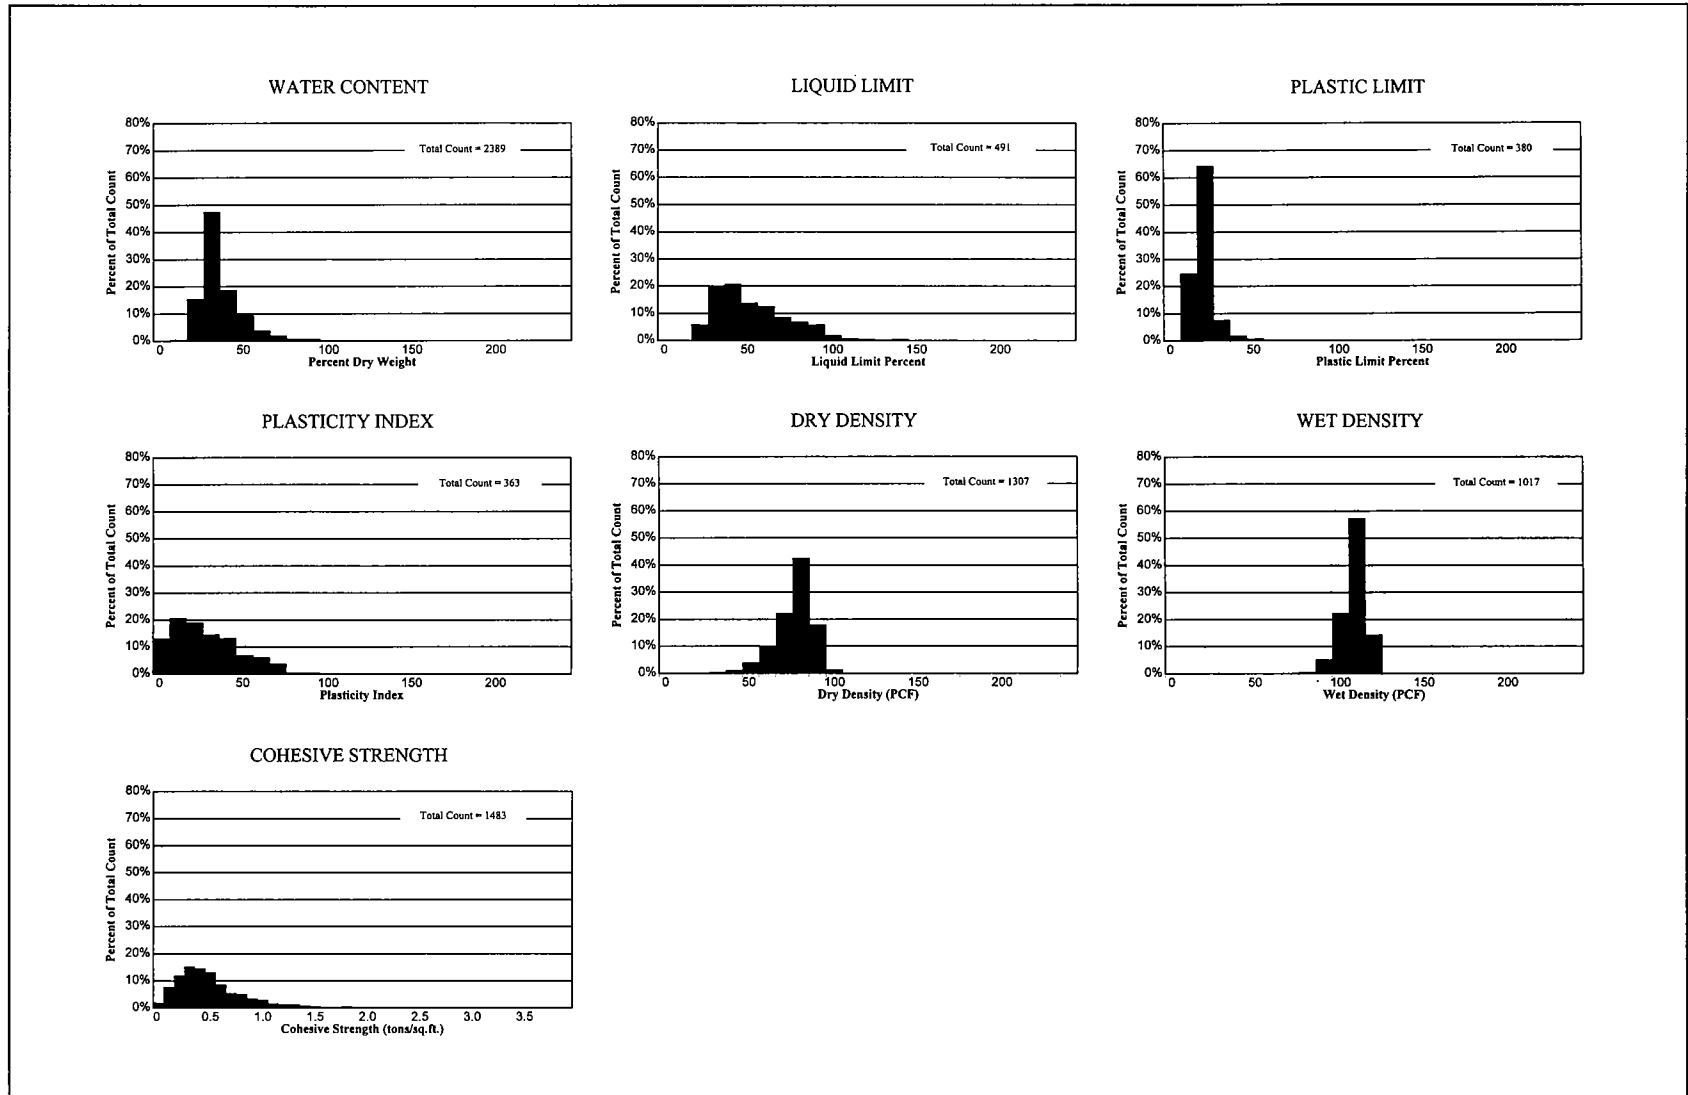 WATER CONTENT
80%
70%
60%
50%
40%
30%
20%
10%
0%
Percent of Total Count
Total Count = 2389
0 50 100 150 200
Percent Dry Weight
LIQUID LIMIT
80%
70%
60%
50%
40%
30%
20%
10%
0%
Percent of Total Count
Total Count = 491
0 50 100 150 200
Liquid Limit Percent
PLASTIC LIMIT
80%
70%
60%
50%
40%
30%
20%
10%
0%
Percent of Total Count
Total Count = 380
0 50 100 150 200
Plastic Limit Percent
PLASTICITY INDEX
80%
70%
60%
50%
40%
30%
20%
10%
0%
Percent of Total Count
Total Count = 363
0 50 100 150 200
Plasticity Index
DRY DENSITY
80%
70%
60%
50%
40%
30%
20%
10%
0%
Percent of Total Count
Total Count = 1307
0 50 100 150 200
Dry Density (PCF)
WET DENSITY
80%
70%
60%
50%
40%
30%
20%
10%
0%
Percent of Total Count
Total Count = 1017
0 50 100 150 200
Wet Density (PCF)
COHESIVE STRENGTH
80%
70%
60%
50%
40%
30%
20%
10%
0%
Percent of Total Count
Total Count = 1483
0 0.5 1.0 1.5 2.0 2.5 3.0 3.5
Cohesive Strength (tons/sq.ft.)